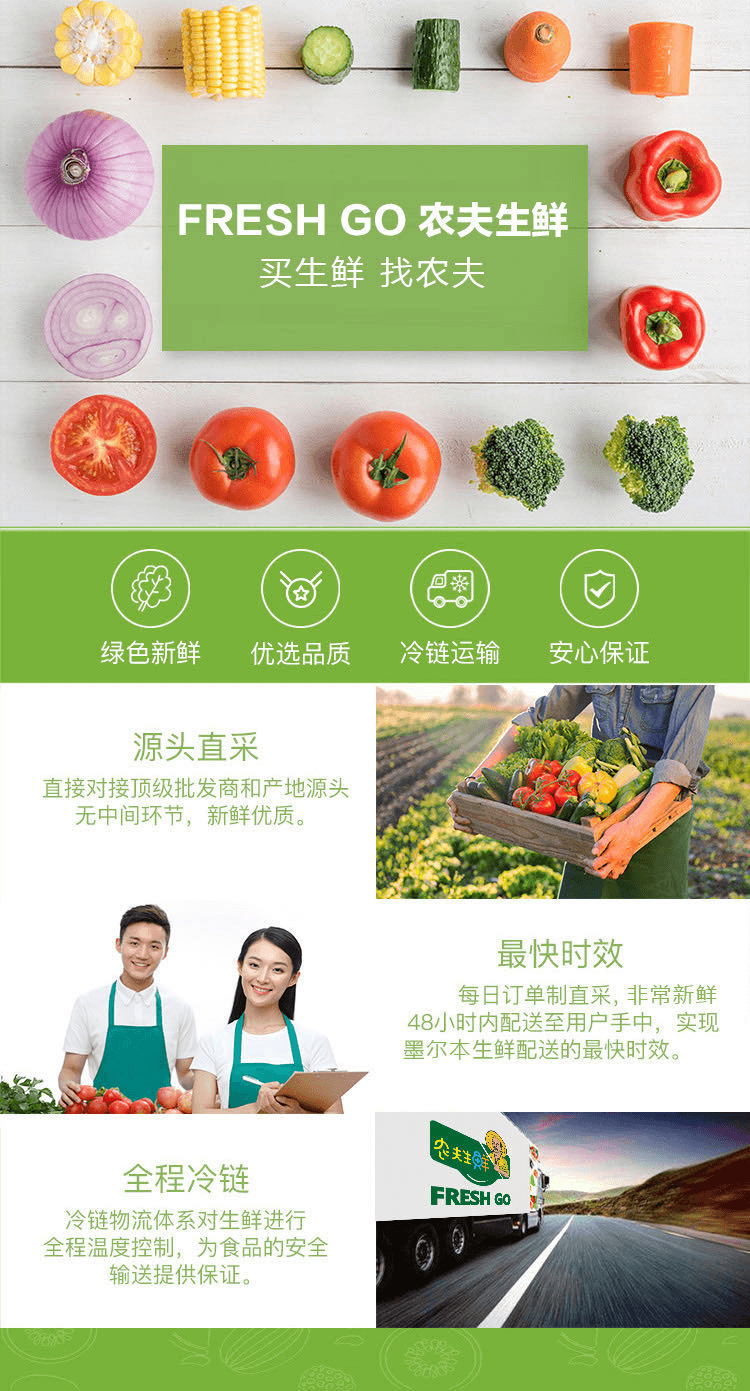 FRESH GO 农夫生鲜
买生鲜 找农夫
绿色新鲜
优选品质
冷链运输
安心保证
源头直采
直接对接顶级批发商和产地源头
无中间环节，新鲜优质。
最快时效
每日订单制直采, 非常新鲜
48小时内配送至用户手中，实现
墨尔本生鲜配送的最快时效。
农夫生鲜
FRESH GO
全程冷链
冷链物流体系对生鲜进行
全程温度控制，为食品的安全
输送提供保证。